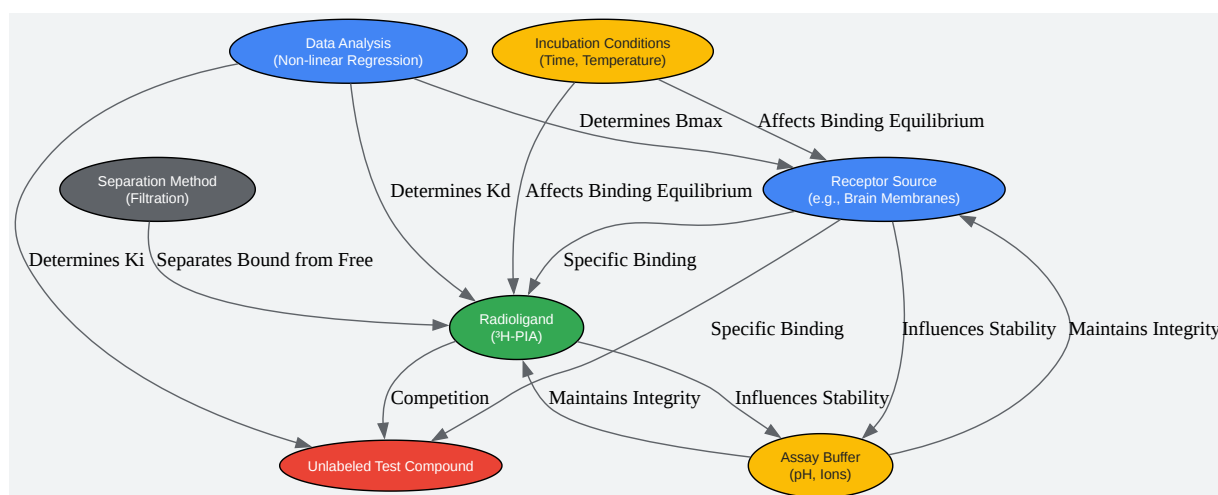 Data Analysis
(Non-linear Regression)
Incubation Conditions
(Time, Temperature)
Determines Bmax
Affects Binding Equilibrium
Separation Method
(Filtration)
Determines Kd
Affects Binding Equilibrium
Receptor Source
(e.g., Brain Membranes)
Determines Ki
Separates Bound from Free
Specific Binding
Radioligand
(³H-PIA)
Specific Binding
Influences Stability
Maintains Integrity
Competition
Maintains Integrity
Influences Stability
Unlabeled Test Compound
Assay Buffer
(pH, Ions)